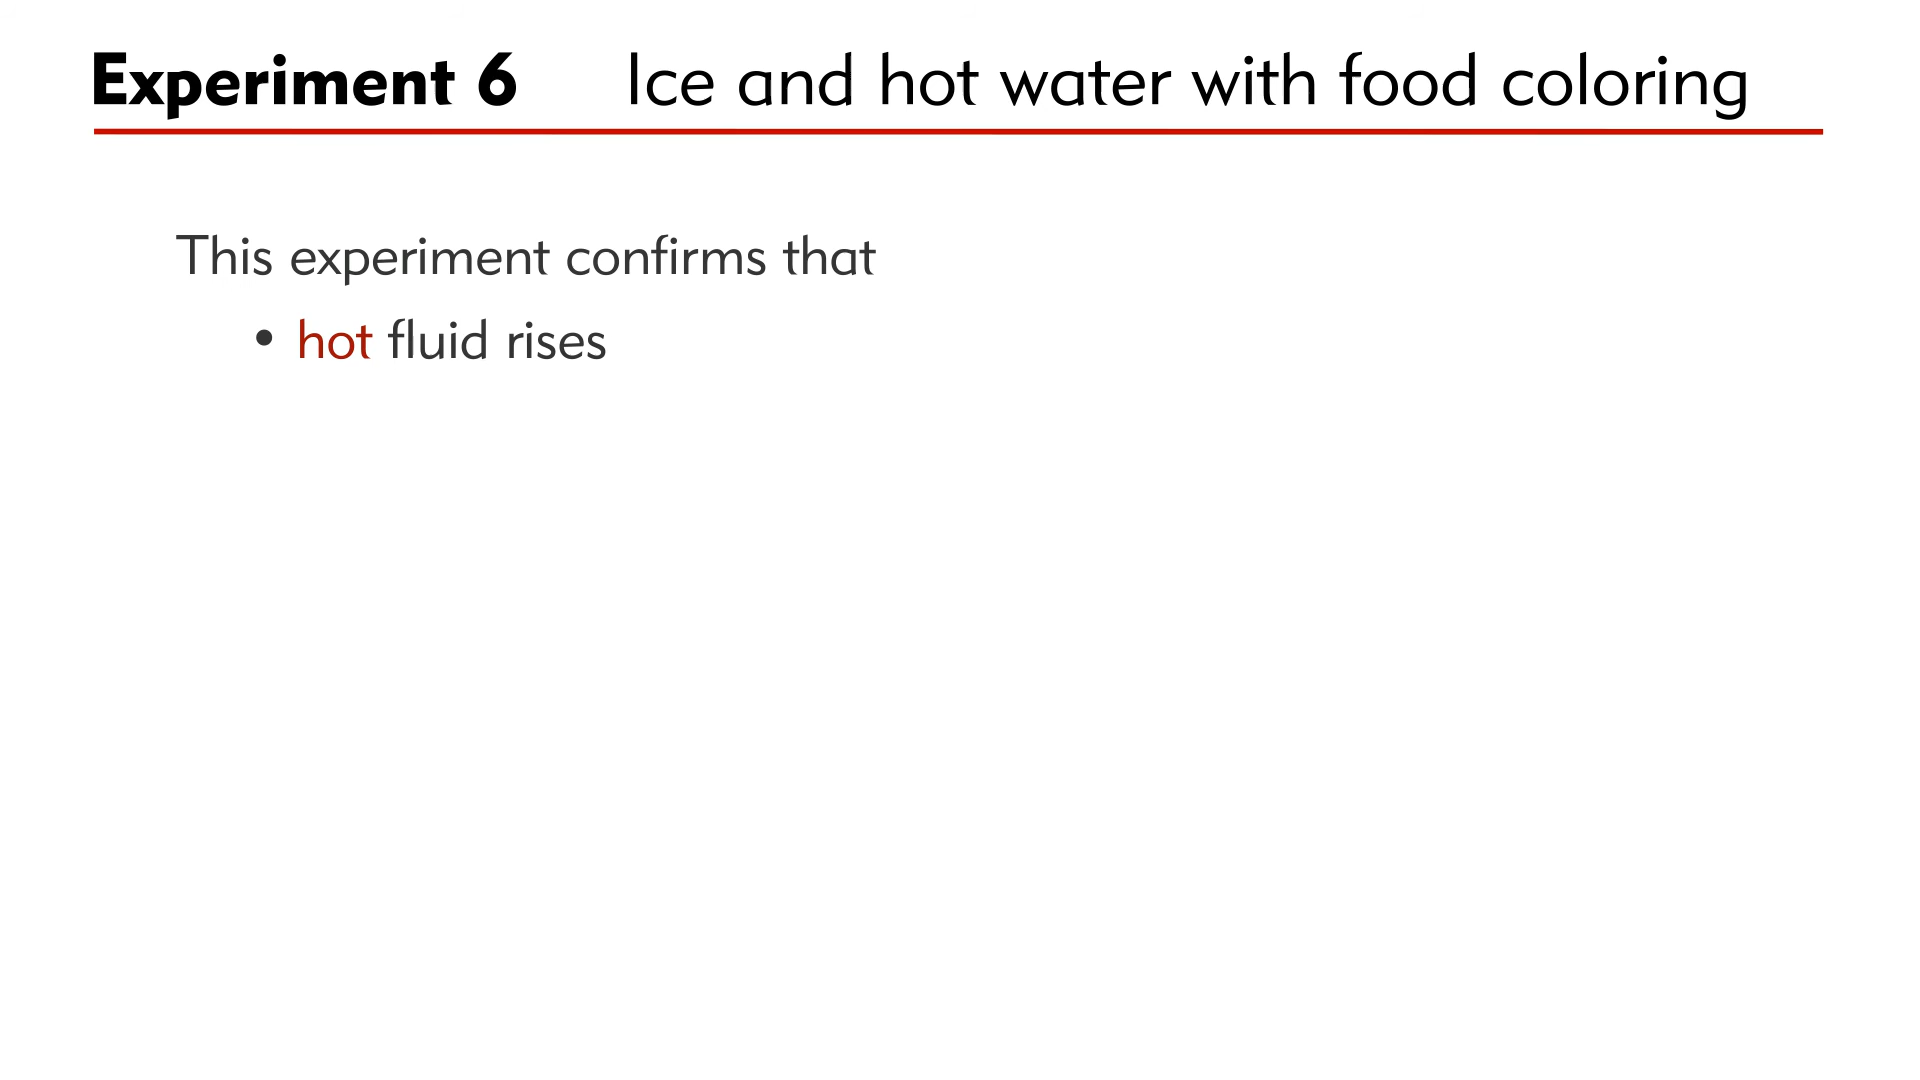 Experiment 6 Ice and hot water with food coloring
This experiment confirms that
• hot fluid rises